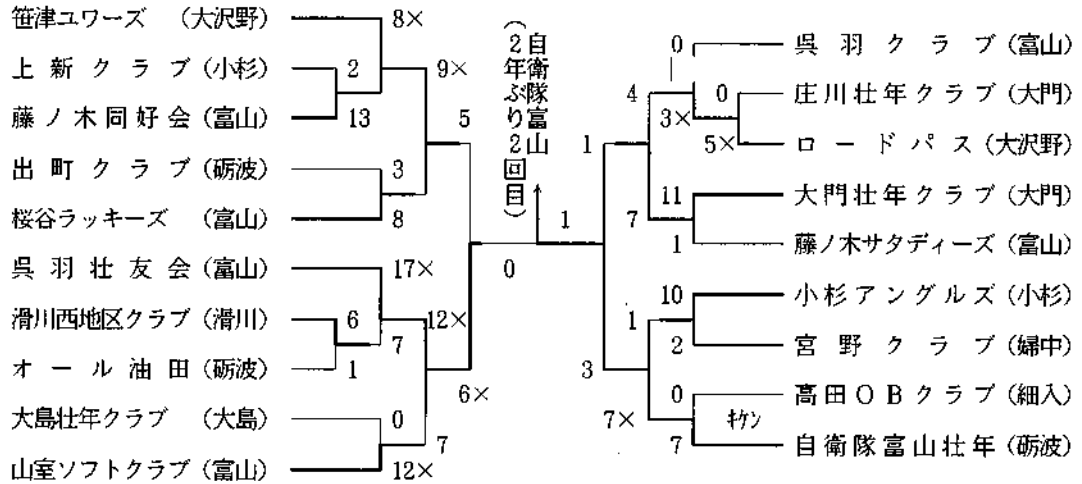 笹津ユワーズ (大沢野)
8×
上新クラブ(小杉)
2
9×
藤ノ木同好会(富山)
13
5
出町クラブ(砺波)
3
桜谷ラッキーズ (富山)
8
呉羽壮友会(富山)
17×
滑川西地区クラブ(滑川)
6
12×
7
オール油田(砺波)
1
6×
大島壮年クラブ (大島)
0
7
山室ソフトクラブ(富山)
12×
自衛隊富山
(2年ぶり2回目)
1
0
呉羽クラブ(富山)
0
4
庄川壮年クラブ(大門)
0
3×
ロードパス(大沢野)
5×
1
大門壮年クラブ(大門)
11
7
藤ノ木サタディーズ(富山)
1
小杉アングルズ(小杉)
10
1
宮野クラブ(婦中)
2
3
高田OBクラブ(細入)
0
キケン
7×
自衛隊富山壮年(砺波)
7